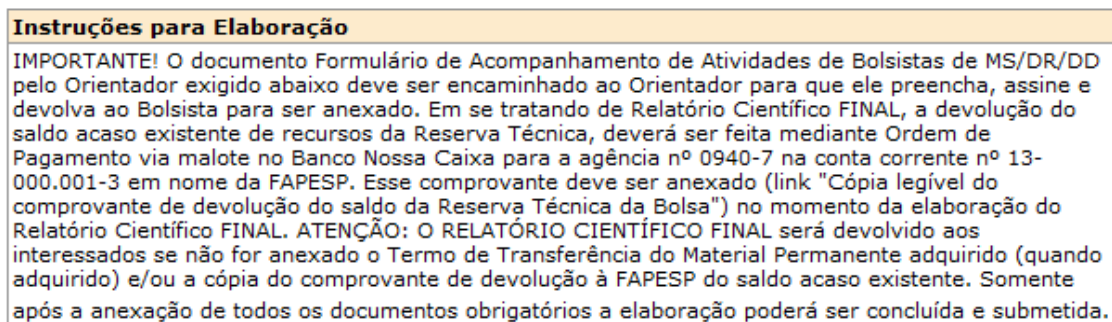 Instruções para Elaboração
IMPORTANTE! O documento Formulário de Acompanhamento de Atividades de Bolsistas de MS/DR/DD
pelo Orientador exigido abaixo deve ser encaminhado ao Orientador para que ele preencha, assine e
devolva ao Bolsista para ser anexado. Em se tratando de Relatório Científico FINAL, a devolução do
saldo acaso existente de recursos da Reserva Técnica, deverá ser feita mediante Ordem de
Pagamento via malote no Banco Nossa Caixa para a agência nº 0940-7 na conta corrente nº 13-
000.001-3 em nome da FAPESP. Esse comprovante deve ser anexado (link "Cópia legível do
comprovante de devolução do saldo da Reserva Técnica da Bolsa") no momento da elaboração do
Relatório Científico FINAL. ATENÇÃO: O RELATÓRIO CIENTÍFICO FINAL será devolvido aos
interessados se não for anexado o Termo de Transferência do Material Permanente adquirido (quando
adquirido) e/ou a cópia do comprovante de devolução à FAPESP do saldo acaso existente. Somente
após a anexação de todos os documentos obrigatórios a elaboração poderá ser concluída e submetida.